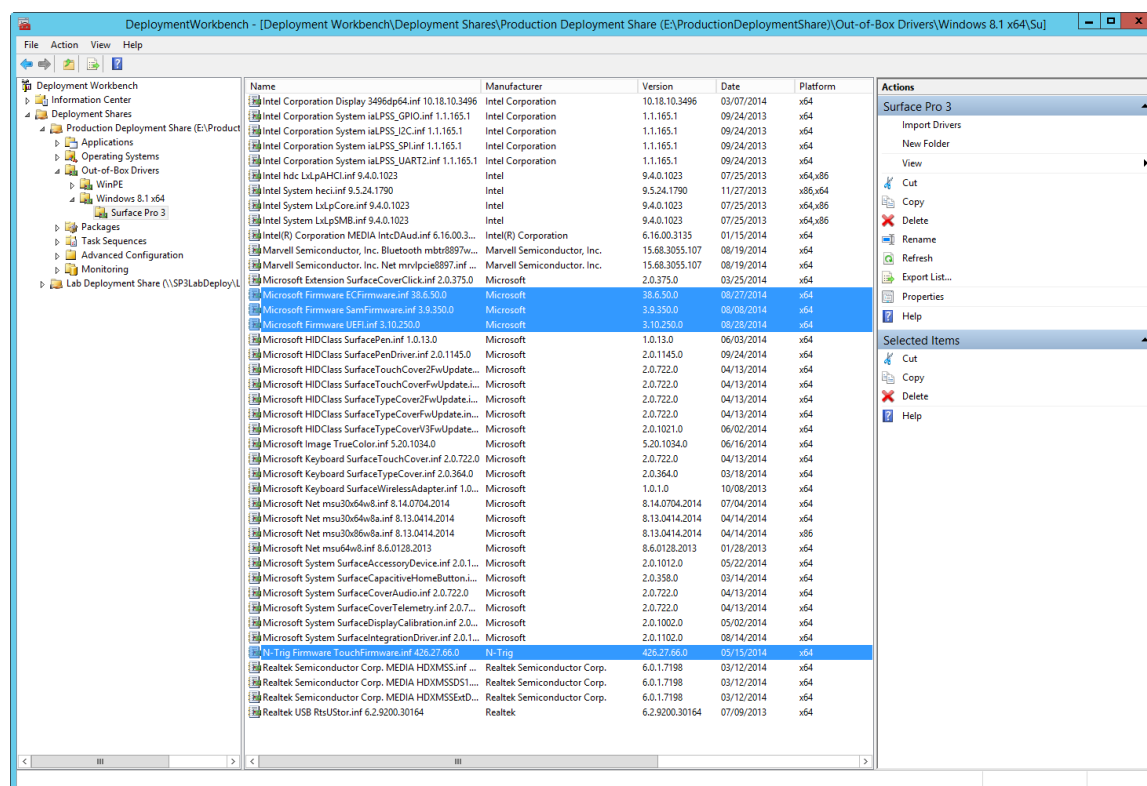 DeploymentWorkbench - [Deployment Workbench\Deployment Shares\Production Deployment Share (E:\ProductionDeploymentShare)\Out-of-Box Drivers\Windows 8.1 x64\Su]
File Action View Help
Deployment Workbench
Information Center
Deployment Shares
Production Deployment Share (E:\Product
Applications
Operating Systems
Out-of-Box Drivers
WinPE
Windows 8.1 x64
Surface Pro 3
Packages
Task Sequences
Advanced Configuration
Monitoring
Lab Deployment Share (\\SP3LabDeploy\L
Name Manufacturer Version Date Platform
Intel Corporation Display 3496dp64.inf 10.18.10.3496 Intel Corporation 10.18.10.3496 03/07/2014 x64
Intel Corporation System iaLPSS_GPIO.inf 1.1.165.1 Intel Corporation 1.1.165.1 09/24/2013 x64
Intel Corporation System iaLPSS_I2C.inf 1.1.165.1 Intel Corporation 1.1.165.1 09/24/2013 x64
Intel Corporation System iaLPSS_SPI.inf 1.1.165.1 Intel Corporation 1.1.165.1 09/24/2013 x64
Intel Corporation System iaLPSS_UART2.inf 1.1.165.1 Intel Corporation 1.1.165.1 09/24/2013 x64
Intel hdc LxLpAHCI.inf 9.4.0.1023 Intel 9.4.0.1023 07/25/2013 x64,x86
Intel System heci.inf 9.5.24.1790 Intel 9.5.24.1790 11/27/2013 x86,x64
Intel System LxLpCore.inf 9.4.0.1023 Intel 9.4.0.1023 07/25/2013 x64,x86
Intel System LxLpSMB.inf 9.4.0.1023 Intel 9.4.0.1023 07/25/2013 x64,x86
Intel(R) Corporation MEDIA IntcDAud.inf 6.16.00.3... Intel(R) Corporation 6.16.00.3135 01/15/2014 x64
Marvell Semiconductor, Inc. Bluetooth mbtr8897w... Marvell Semiconductor, Inc. 15.68.3055.107 08/19/2014 x64
Marvell Semiconductor. Inc. Net mrvlpcie8897.inf ... Marvell Semiconductor. Inc. 15.68.3055.107 08/19/2014 x64
Microsoft Extension SurfaceCoverClick.inf 2.0.375.0 Microsoft 2.0.375.0 03/25/2014 x64
Microsoft Firmware ECFirmware.inf 38.6.50.0 Microsoft 38.6.50.0 08/27/2014 x64
Microsoft Firmware SamFirmware.inf 3.9.350.0 Microsoft 3.9.350.0 08/08/2014 x64
Microsoft Firmware UEFI.inf 3.10.250.0 Microsoft 3.10.250.0 08/28/2014 x64
Microsoft HIDClass SurfacePen.inf 1.0.13.0 Microsoft 1.0.13.0 06/03/2014 x64
Microsoft HIDClass SurfacePenDriver.inf 2.0.1145.0 Microsoft 2.0.1145.0 09/24/2014 x64
Microsoft HIDClass SurfaceTouchCover2FwUpdate... Microsoft 2.0.722.0 04/13/2014 x64
Microsoft HIDClass SurfaceTouchCoverFwUpdate.i... Microsoft 2.0.722.0 04/13/2014 x64
Microsoft HIDClass SurfaceTypeCover2FwUpdate.i... Microsoft 2.0.722.0 04/13/2014 x64
Microsoft HIDClass SurfaceTypeCoverFwUpdate.in... Microsoft 2.0.722.0 04/13/2014 x64
Microsoft HIDClass SurfaceTypeCoverV3FwUpdate... Microsoft 2.0.1021.0 06/02/2014 x64
Microsoft Image TrueColor.inf 5.20.1034.0 Microsoft 5.20.1034.0 06/16/2014 x64
Microsoft Keyboard SurfaceTouchCover.inf 2.0.722.0 Microsoft 2.0.722.0 04/13/2014 x64
Microsoft Keyboard SurfaceTypeCover.inf 2.0.364.0 Microsoft 2.0.364.0 03/18/2014 x64
Microsoft Keyboard SurfaceWirelessAdapter.inf 1.0... Microsoft 1.0.1.0 10/08/2013 x64
Microsoft Net msu30x64w8.inf 8.14.0704.2014 Microsoft 8.14.0704.2014 07/04/2014 x64
Microsoft Net msu30x64w8a.inf 8.13.0414.2014 Microsoft 8.13.0414.2014 04/14/2014 x64
Microsoft Net msu30x86w8a.inf 8.13.0414.2014 Microsoft 8.13.0414.2014 04/14/2014 x86
Microsoft Net msu64w8.inf 8.6.0128.2013 Microsoft 8.6.0128.2013 01/28/2013 x64
Microsoft System SurfaceAccessoryDevice.inf 2.0.1... Microsoft 2.0.1012.0 05/22/2014 x64
Microsoft System SurfaceCapacitiveHomeButton.i... Microsoft 2.0.358.0 03/14/2014 x64
Microsoft System SurfaceCoverAudio.inf 2.0.722.0 Microsoft 2.0.722.0 04/13/2014 x64
Microsoft System SurfaceCoverTelemetry.inf 2.0.7... Microsoft 2.0.722.0 04/13/2014 x64
Microsoft System SurfaceDisplayCalibration.inf 2.0... Microsoft 2.0.1002.0 05/02/2014 x64
Microsoft System SurfaceIntegrationDriver.inf 2.0.1... Microsoft 2.0.1102.0 08/14/2014 x64
N-Trig Firmware TouchFirmware.inf 426.27.66.0 N-Trig 426.27.66.0 05/15/2014 x64
Realtek Semiconductor Corp. MEDIA HDXMSS.inf ... Realtek Semiconductor Corp. 6.0.1.7198 03/12/2014 x64
Realtek Semiconductor Corp. MEDIA HDXMSSDS1.... Realtek Semiconductor Corp. 6.0.1.7198 03/12/2014 x64
Realtek Semiconductor Corp. MEDIA HDXMSSExtD... Realtek Semiconductor Corp. 6.0.1.7198 03/12/2014 x64
Realtek USB RtsUStor.inf 6.2.9200.30164 Realtek 6.2.9200.30164 07/09/2013 x64
Actions
Surface Pro 3
Import Drivers
New Folder
View
Cut
Copy
Delete
Rename
Refresh
Export List...
Properties
Help
Selected Items
Cut
Copy
Delete
Help